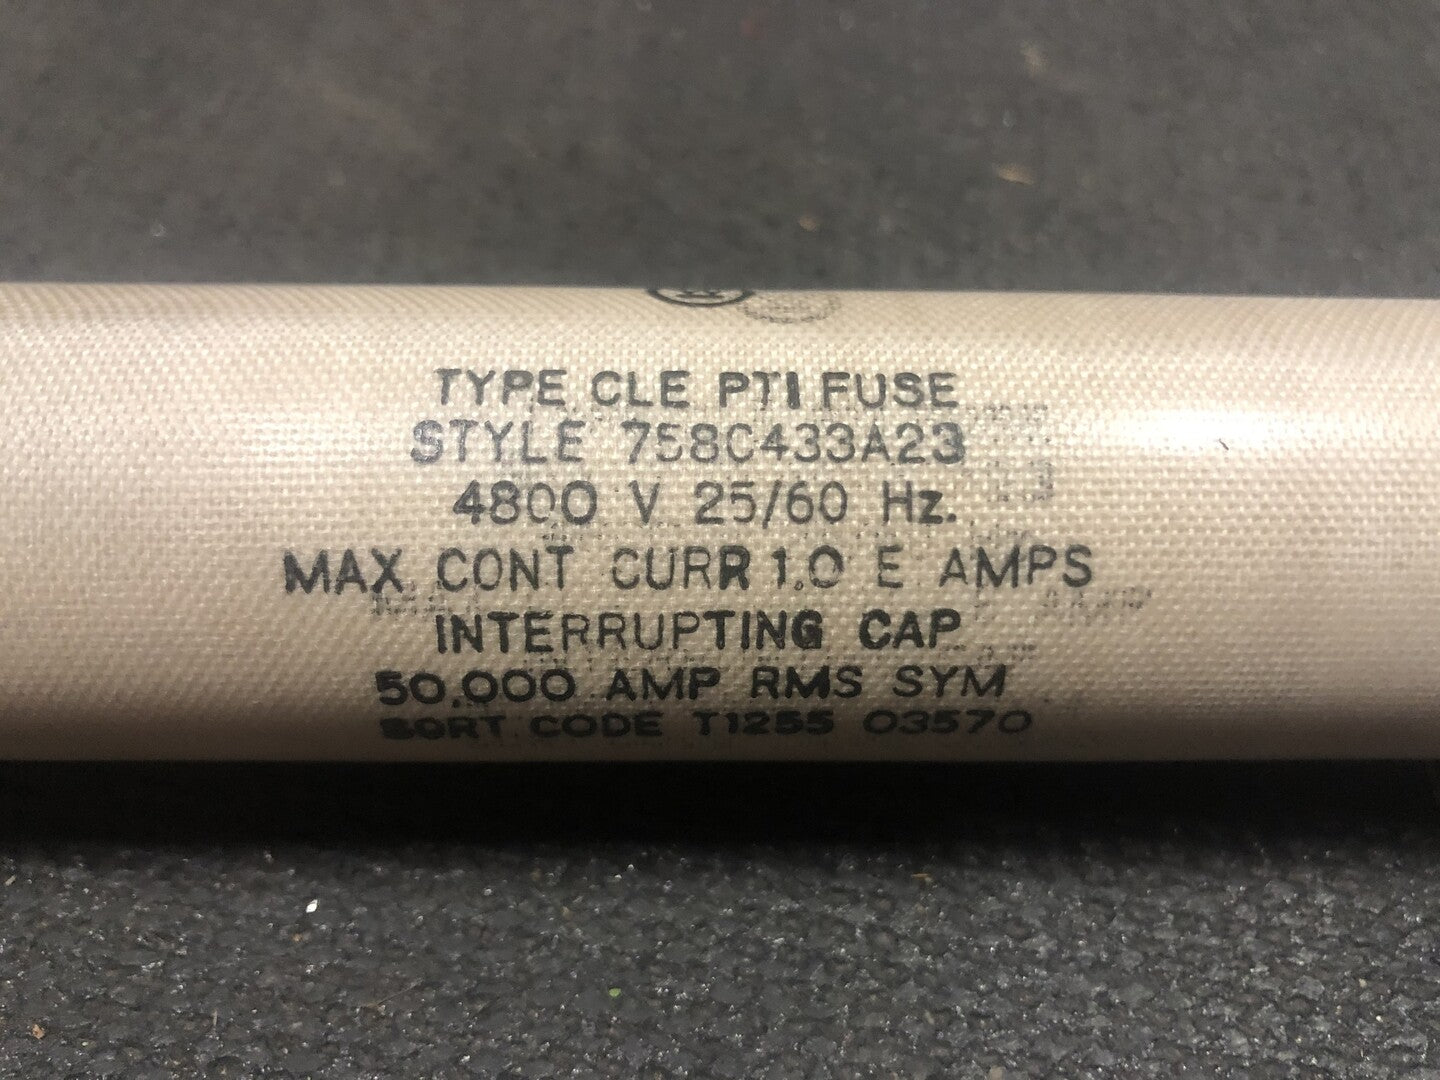 TYPE CLE PTI FUSE
STYLE 758C433A23
4800 V 25/60 Hz.
MAX CONT CURR 1.0 E AMPS
INTERRUPTING CAP
50,000 AMP RMS SYM
SORT CODE T1255 03570